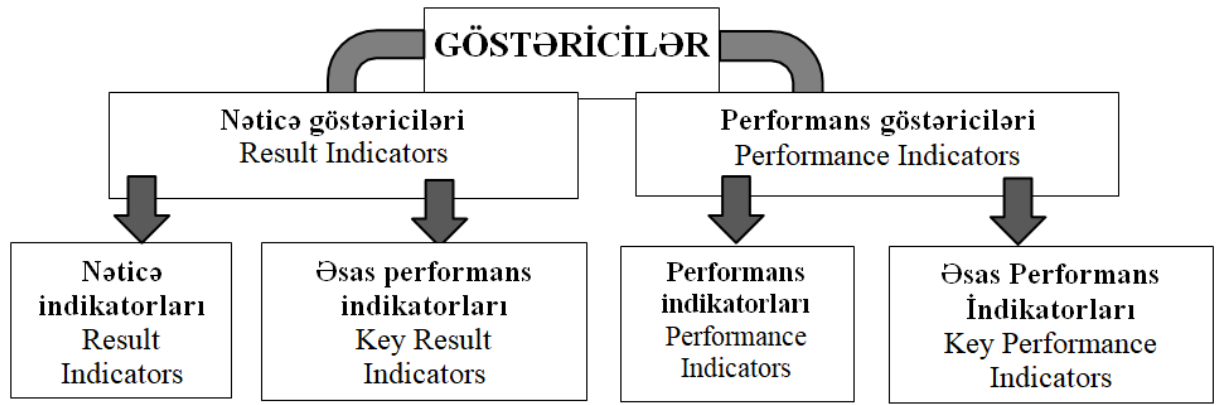 GÖSTƏRİCİLƏR
Nəticə göstəriciləri
Result Indicators
Performans göstəriciləri
Performance Indicators
Nəticə
indikatorları
Result
Indicators
Əsas performans
indikatorları
Key Result
Indicators
Performans
indikatorları
Performance
Indicators
Əsas Performans
İndikatorları
Key Performance
Indicators